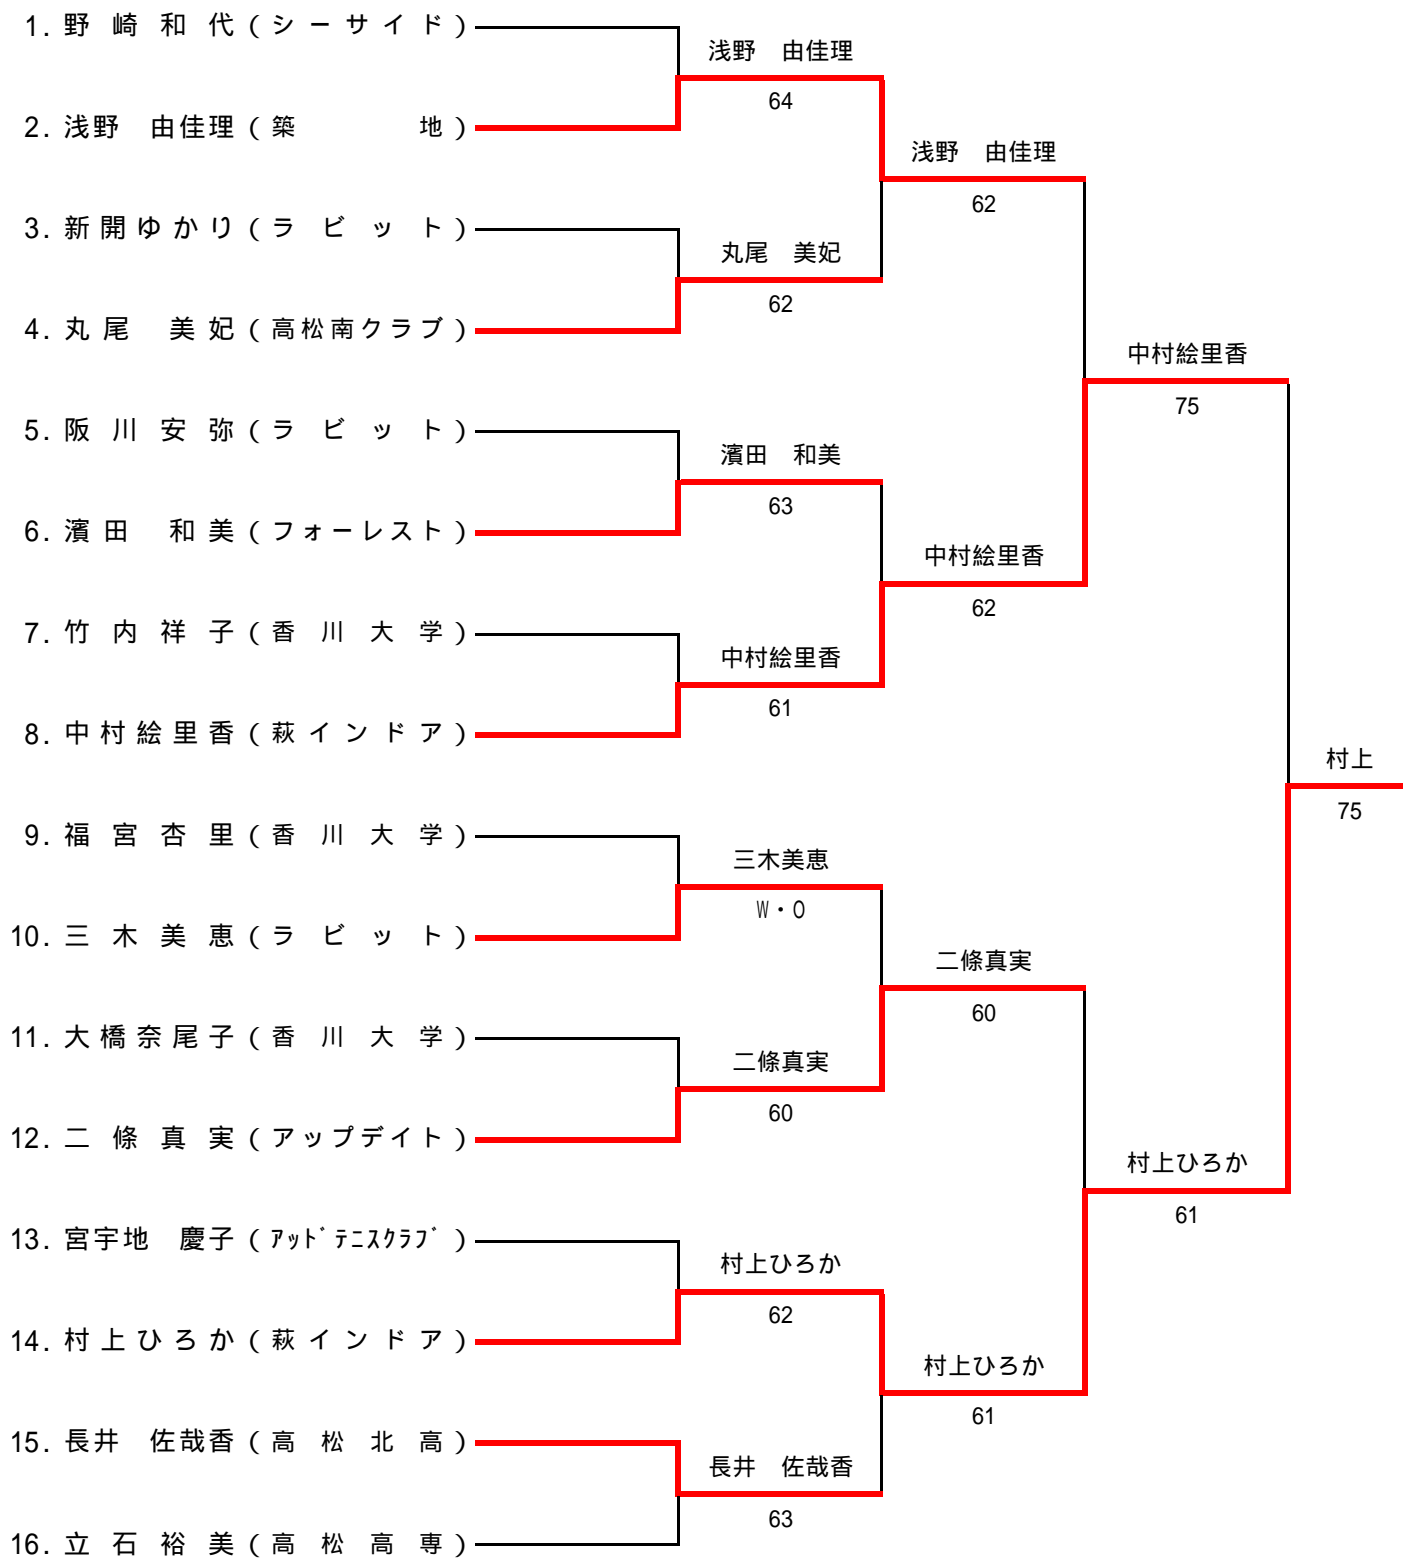 1. 野崎和代 (シーサイド)
浅野 由佳理
64
2. 浅野 由佳理 (築地)
浅野 由佳理
62
3. 新開ゆかり (ラビット)
丸尾 美妃
62
4. 丸尾 美妃 (高松南クラブ)
中村絵里香
75
5. 阪川安弥 (ラビット)
濱田 和美
63
6. 濱田 和美 (フォーレスト)
中村絵里香
62
7. 竹内祥子 (香川大学)
中村絵里香
61
8. 中村絵里香 (萩インドア)
村上
75
9. 福宮杏里 (香川大学)
三木美恵
W・O
10. 三木美恵 (ラビット)
二條真実
60
11. 大橋奈尾子 (香川大学)
二條真実
60
12. 二條真実 (アップデイト)
村上ひろか
61
13. 宮宇地 慶子 (ｱｯﾄﾞﾃﾆｽｸﾗﾌﾞ)
村上ひろか
62
14. 村上ひろか (萩インドア)
村上ひろか
61
15. 長井 佐哉香 (高松北高)
長井 佐哉香
63
16. 立石裕美 (高松高専)